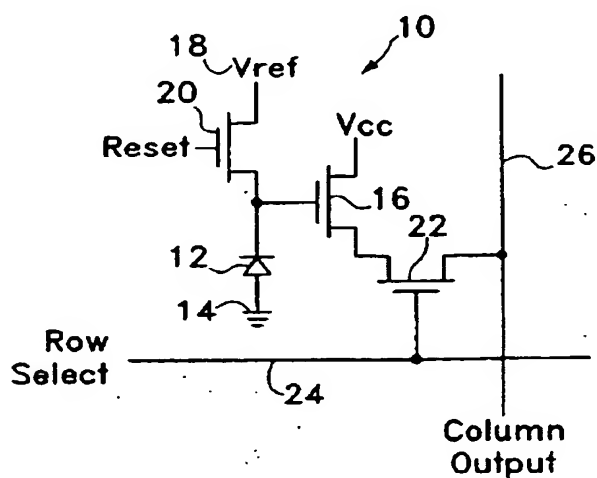 10
18 Vref
20
Reset
Vcc
26
16
22
12
14
Row
Select
24
Column
Output